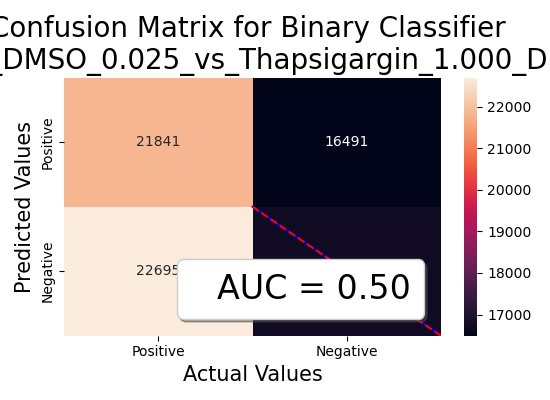 Confusion Matrix for Binary Classifier
_DMSO_0.025_vs_Thapsigargin_1.000_D
Predicted Values
Positive
Negative
21841
16491
22695
AUC = 0.50
22000
21000
20000
19000
18000
17000
Positive
Negative
Actual Values